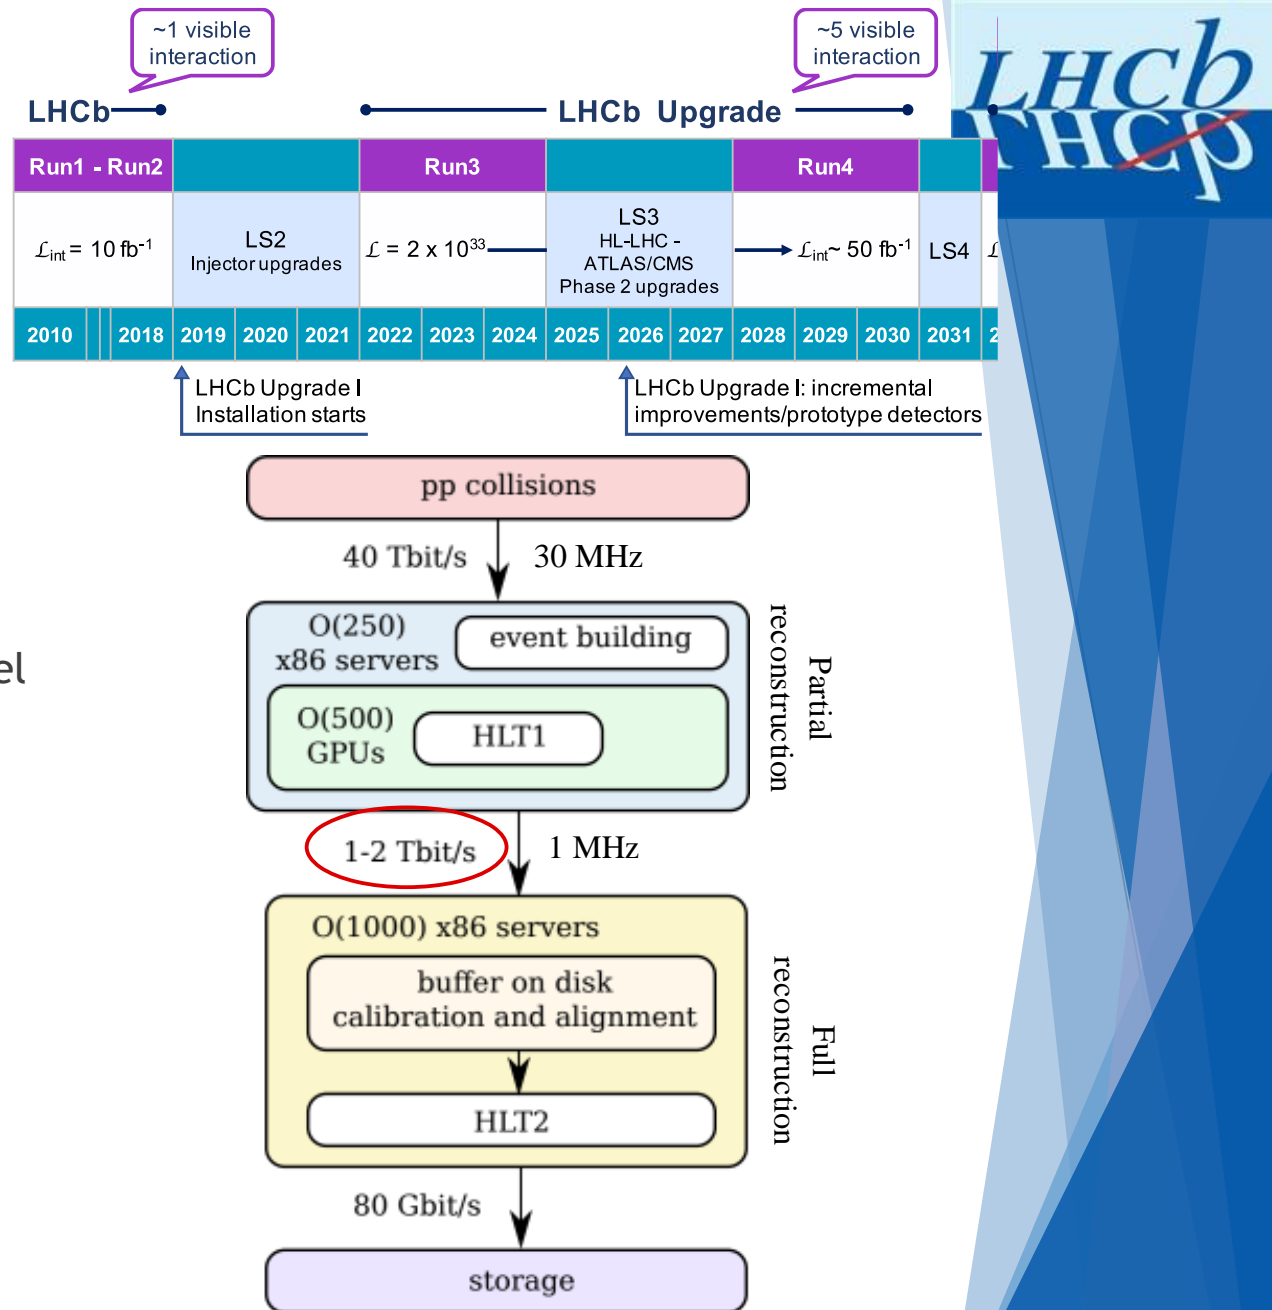 ~1 visible
interaction
~5 visible
interaction
LHCb
LHCb Upgrade
LHCb
LHCb
Run1 - Run2
Run3
Run4
ℒint = 10 fb-1
LS2
Injector upgrades
ℒ = 2 x 10³³
LS3
HL-LHC -
ATLAS/CMS
Phase 2 upgrades
ℒint ~ 50 fb-1
LS4
ℒ
2010 2018 2019 2020 2021 2022 2023 2024 2025 2026 2027 2028 2029 2030 2031 2
LHCb Upgrade I
Installation starts
LHCb Upgrade I: incremental
improvements/prototype detectors
pp collisions
40 Tbit/s 30 MHz
O(250)
x86 servers
event building
O(500)
GPUs
HLT1
Partial
reconstruction
el
1-2 Tbit/s 1 MHz
O(1000) x86 servers
buffer on disk
calibration and alignment
HLT2
Full
reconstruction
80 Gbit/s
storage